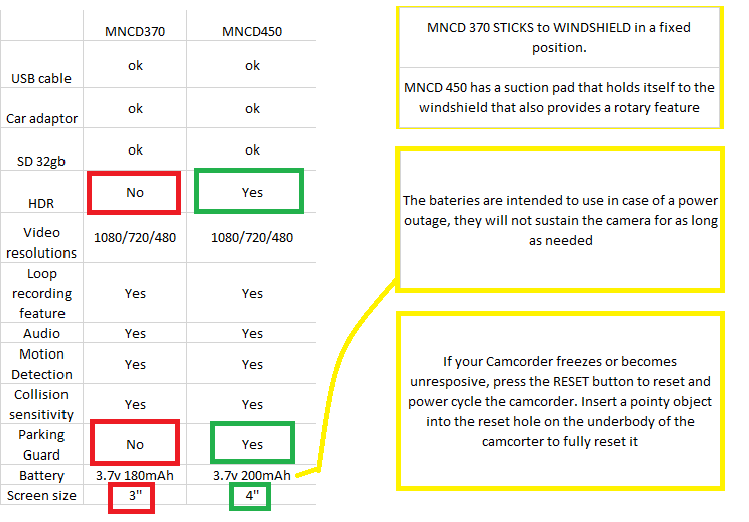 MNCD370 MNCD450
USB cable ok ok
Car adaptor ok ok
SD 32gb ok ok
HDR No Yes
Video
resolutions 1080/720/480 1080/720/480
Loop
recording
feature Yes Yes
Audio Yes Yes
Motion
Detection Yes Yes
Collision
sensitivity Yes Yes
Parking
Guard No Yes
Battery 3.7v 180mAh 3.7v 200mAh
Screen size 3" 4"
MNCD 370 STICKS to WINDSHIELD in a fixed
position.
MNCD 450 has a suction pad that holds itself to the
windshield that also provides a rotary feature
The bateries are intended to use in case of a power
outage, they will not sustain the camera for as long
as needed
If your Camcorder freezes or becomes
unresposive, press the RESET button to reset and
power cycle the camcorder. Insert a pointy object
into the reset hole on the underbody of the
camcorter to fully reset it